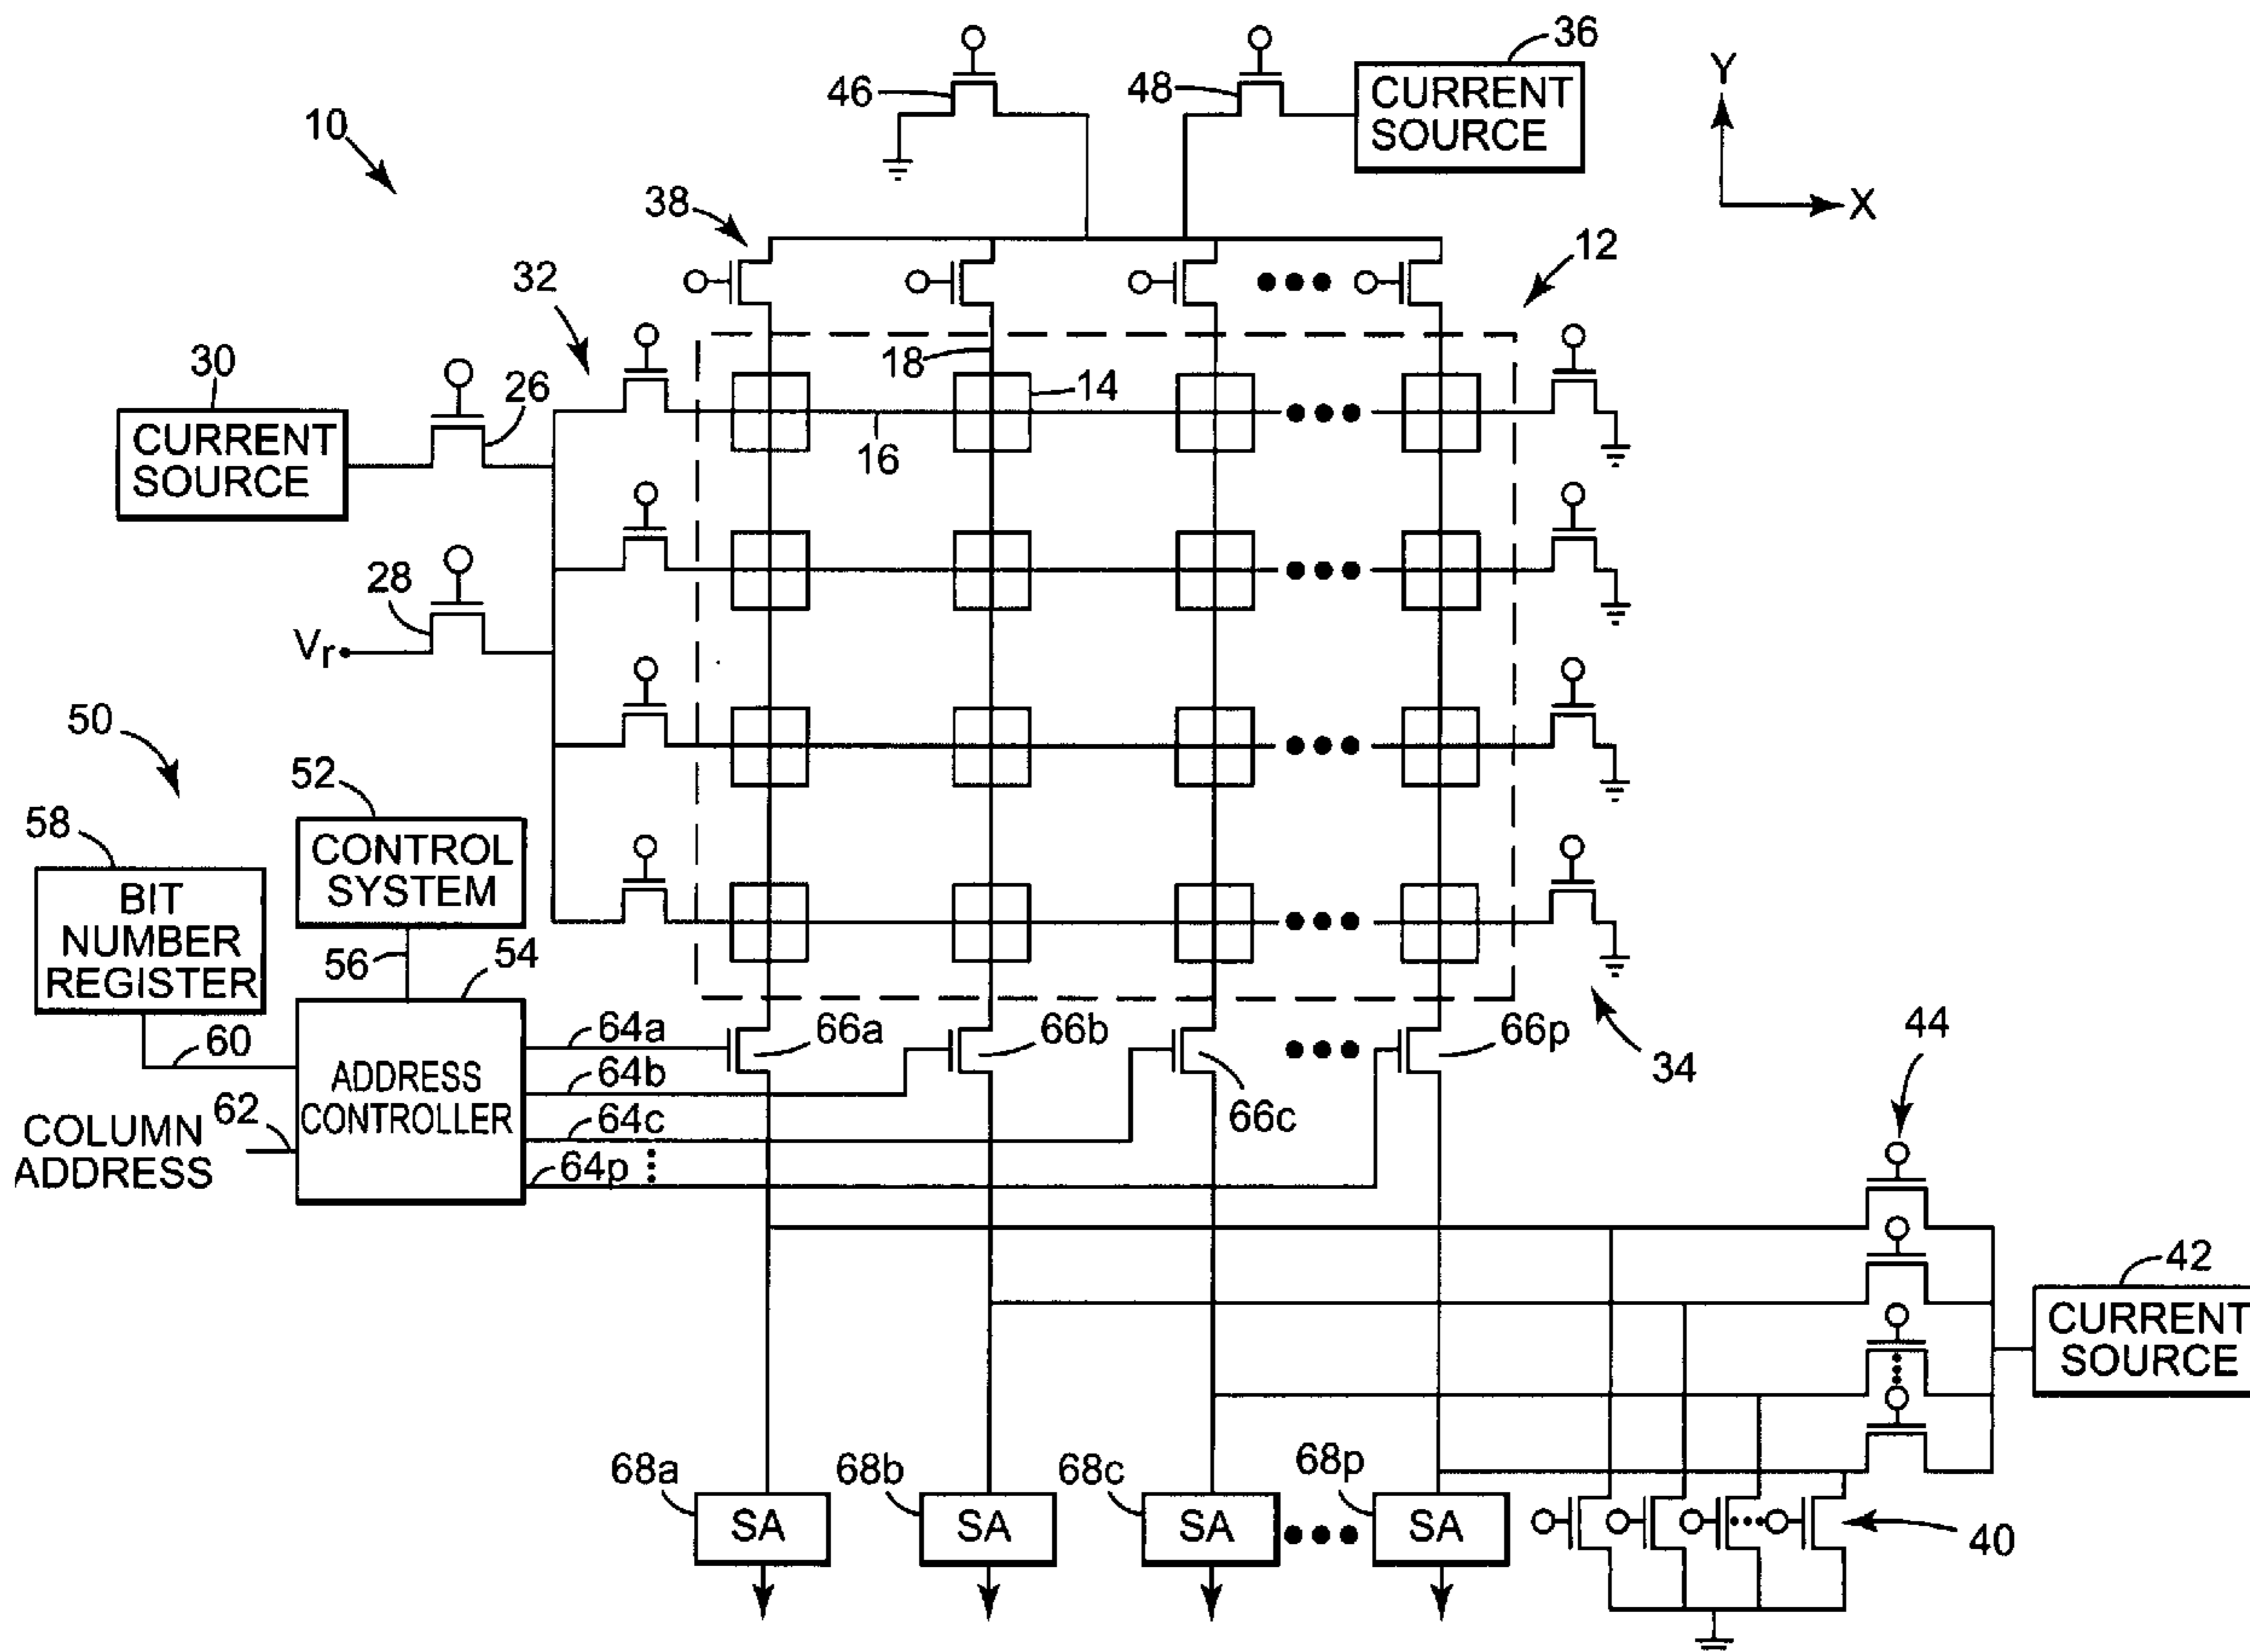 36
46
48
CURRENT
SOURCE
Y
X
10
38
12
32
18
14
30
26
16
CURRENT
SOURCE
28
Vr
50
52
58
CONTROL
SYSTEM
BIT
NUMBER
REGISTER
56
54
60
64a
66a
66b
66p
34
44
ADDRESS
CONTROLLER
64b
62
64c
66c
COLUMN
ADDRESS
64p
42
CURRENT
SOURCE
68a
68b
68c
68p
SA
SA
SA
SA
40